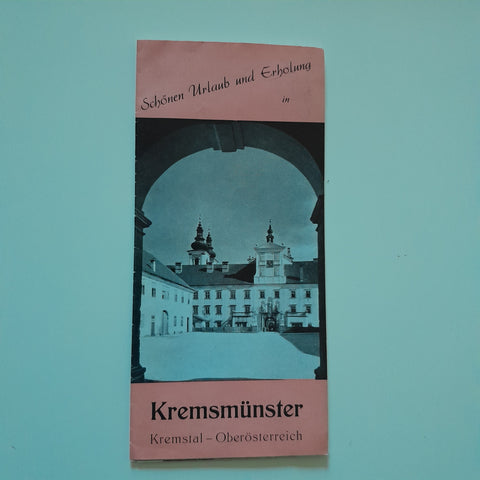 Schönen Urlaub und Erholung
in
Kremsmünster
Kremstal – Oberösterreich